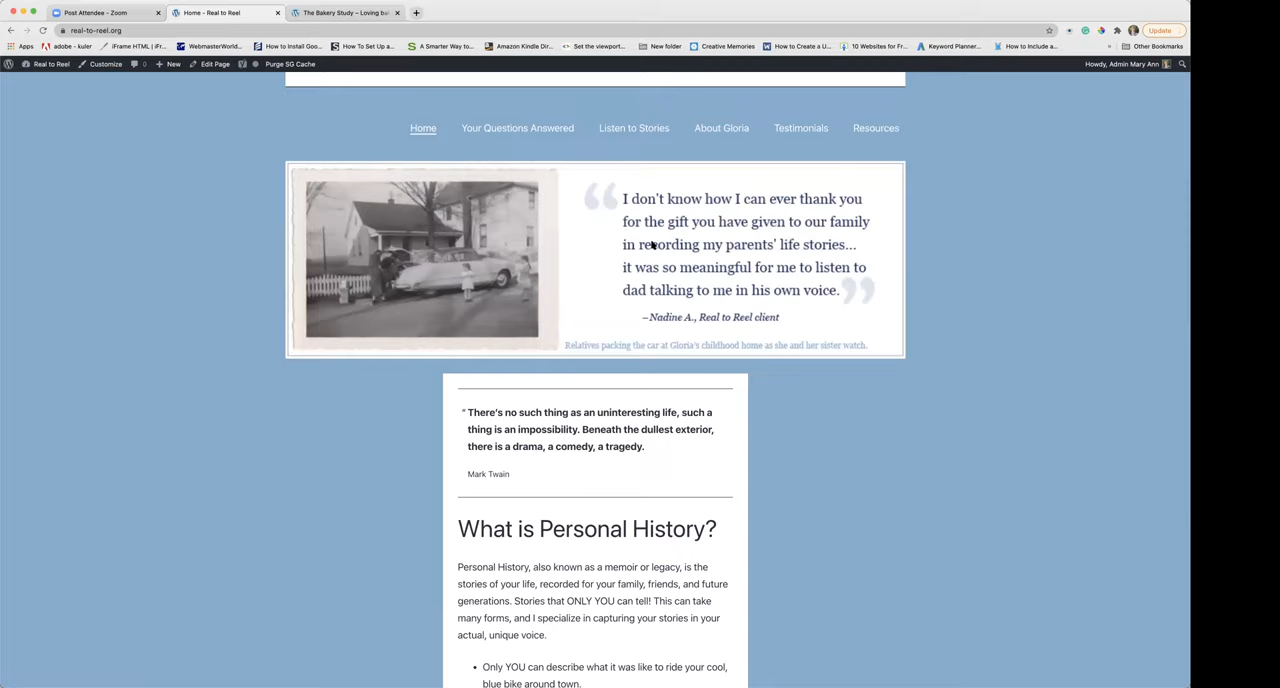 Post Attendee - Zoom
Home - Real to Reel
The Bakery Study – Loving bal
real-to-reel.org
Update
Apps
adobe - kuler
iFrame HTML | iFr...
WebmasterWorld...
How to Install Goo...
How To Set Up a...
A Smarter Way to...
Amazon Kindle Dir...
Set the viewport...
New folder
Creative Memories
How to Create a U...
10 Websites for Fr...
Keyword Planner...
How to Include a...
»
Other Bookmarks
Real to Reel
Customize
0
New
Edit Page
Purge SG Cache
Howdy, Admin Mary Ann
Home
Your Questions Answered
Listen to Stories
About Gloria
Testimonials
Resources
“ I don't know how I can ever thank you
for the gift you have given to our family
in recording my parents' life stories...
it was so meaningful for me to listen to
dad talking to me in his own voice. ”
– Nadine A., Real to Reel client
Relatives packing the car at Gloria's childhood home as she and her sister watch.
" There's no such thing as an uninteresting life, such a
thing is an impossibility. Beneath the dullest exterior,
there is a drama, a comedy, a tragedy.
Mark Twain
What is Personal History?
Personal History, also known as a memoir or legacy, is the
stories of your life, recorded for your family, friends, and future
generations. Stories that ONLY YOU can tell! This can take
many forms, and I specialize in capturing your stories in your
actual, unique voice.
• Only YOU can describe what it was like to ride your cool,
blue bike around town.